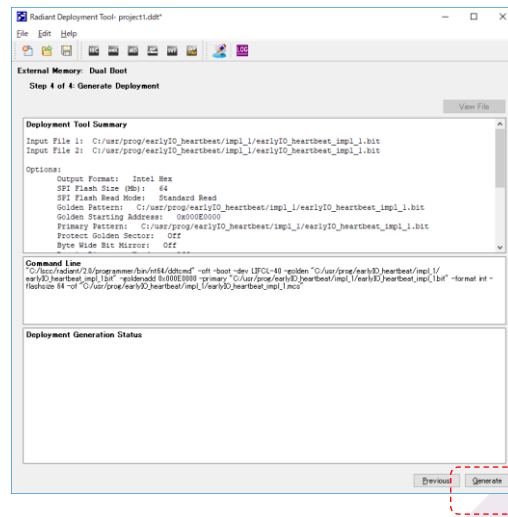 Radiant Deployment Tool- project1.ddt*
File Edit Help
LOG
External Memory: Dual Boot
Step 4 of 4: Generate Deployment
View File
Deployment Tool Summary
Input File 1: C:/usr/prog/earlyIO_heartbeat/impl_1/earlyIO_heartbeat_impl_1.bit
Input File 2: C:/usr/prog/earlyIO_heartbeat/impl_1/earlyIO_heartbeat_impl_1.bit
Options:
Output Format: Intel Hex
SPI Flash Size (Mb): 64
SPI Flash Read Mode: Standard Read
Golden Pattern: C:/usr/prog/earlyIO_heartbeat/impl_1/earlyIO_heartbeat_impl_1.bit
Golden Starting Address: 0x000E0000
Primary Pattern: C:/usr/prog/earlyIO_heartbeat/impl_1/earlyIO_heartbeat_impl_1.bit
Protect Golden Sector: Off
Byte Wide Bit Mirror: Off
Command Line
"C:/lscc/radiant/2.0/programmer/bin/nt64/ddtcmd" -oft -boot -dev LIFCL-40 -golden "C:/usr/prog/earlyIO_heartbeat/impl_1/
earlyIO_heartbeat_impl_1.bit" -goldenadd 0x000E0000 -primary "C:/usr/prog/earlyIO_heartbeat/impl_1/earlyIO_heartbeat_impl_1.bit" -format int -
flashsize 64 -of "C:/usr/prog/earlyIO_heartbeat/impl_1/earlyIO_heartbeat_impl_1.mcs"
Deployment Generation Status
Previous Generate